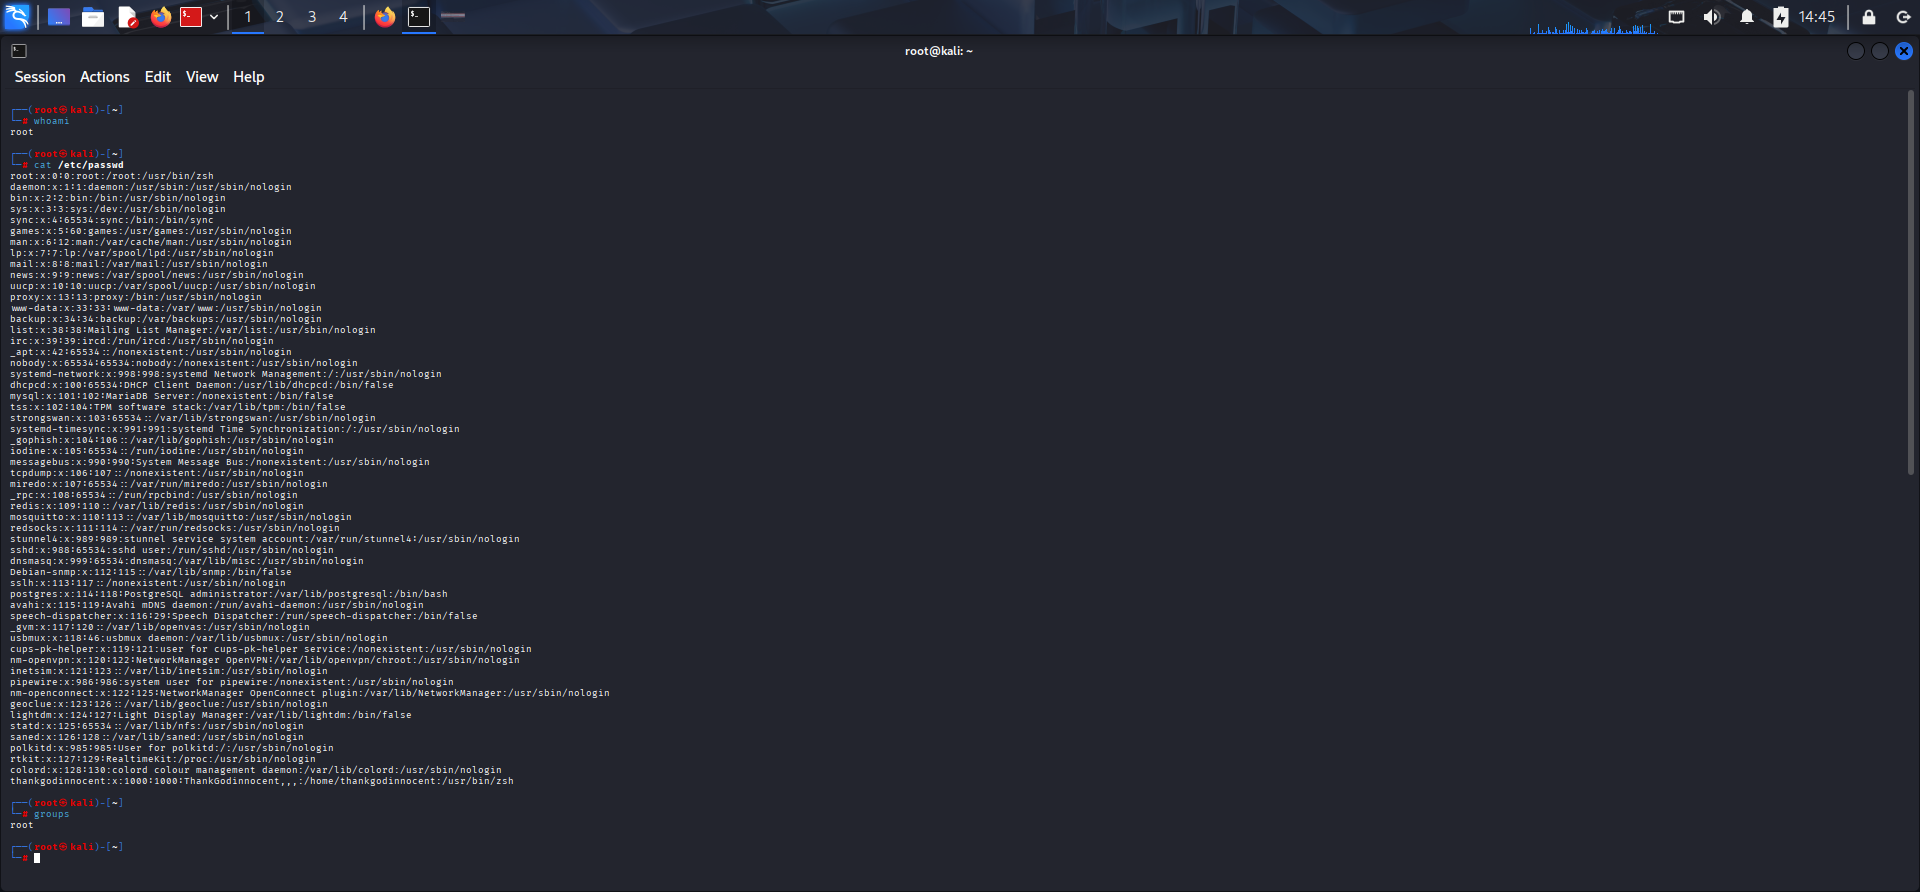 1 2 3 4 14:45
root@kali: ~
Session Actions Edit View Help
┌──(root㉿kali)-[~]
└─# whoami
root
┌──(root㉿kali)-[~]
└─# cat /etc/passwd
root:x:0:0:root:/root:/usr/bin/zsh
daemon:x:1:1:daemon:/usr/sbin:/usr/sbin/nologin
bin:x:2:2:bin:/bin:/usr/sbin/nologin
sys:x:3:3:sys:/dev:/usr/sbin/nologin
sync:x:4:65534:sync:/bin:/bin/sync
games:x:5:60:games:/usr/games:/usr/sbin/nologin
man:x:6:12:man:/var/cache/man:/usr/sbin/nologin
lp:x:7:7:lp:/var/spool/lpd:/usr/sbin/nologin
mail:x:8:8:mail:/var/mail:/usr/sbin/nologin
news:x:9:9:news:/var/spool/news:/usr/sbin/nologin
uucp:x:10:10:uucp:/var/spool/uucp:/usr/sbin/nologin
proxy:x:13:13:proxy:/bin:/usr/sbin/nologin
www-data:x:33:33:www-data:/var/www:/usr/sbin/nologin
backup:x:34:34:backup:/var/backups:/usr/sbin/nologin
list:x:38:38:Mailing List Manager:/var/list:/usr/sbin/nologin
irc:x:39:39:ircd:/run/ircd:/usr/sbin/nologin
_apt:x:42:65534::/nonexistent:/usr/sbin/nologin
nobody:x:65534:65534:nobody:/nonexistent:/usr/sbin/nologin
systemd-network:x:998:998:systemd Network Management:/:/usr/sbin/nologin
dhcpcd:x:100:65534:DHCP Client Daemon:/usr/lib/dhcpcd:/bin/false
mysql:x:101:102:MariaDB Server:/nonexistent:/bin/false
tss:x:102:104:TPM software stack:/var/lib/tpm:/bin/false
strongswan:x:103:65534::/var/lib/strongswan:/usr/sbin/nologin
systemd-timesync:x:991:991:systemd Time Synchronization:/:/usr/sbin/nologin
_gophish:x:104:106::/var/lib/gophish:/usr/sbin/nologin
iodine:x:105:65534::/run/iodine:/usr/sbin/nologin
messagebus:x:990:990:System Message Bus:/nonexistent:/usr/sbin/nologin
tcpdump:x:106:107::/nonexistent:/usr/sbin/nologin
miredo:x:107:65534::/var/run/miredo:/usr/sbin/nologin
_rpc:x:108:65534::/run/rpcbind:/usr/sbin/nologin
redis:x:109:110::/var/lib/redis:/usr/sbin/nologin
mosquitto:x:110:113::/var/lib/mosquitto:/usr/sbin/nologin
redsocks:x:111:114::/var/run/redsocks:/usr/sbin/nologin
stunnel4:x:989:989:stunnel service system account:/var/run/stunnel4:/usr/sbin/nologin
sshd:x:988:65534:sshd user:/run/sshd:/usr/sbin/nologin
dnsmasq:x:999:65534:dnsmasq:/var/lib/misc:/usr/sbin/nologin
Debian-snmp:x:112:115::/var/lib/snmp:/bin/false
sslh:x:113:117::/nonexistent:/usr/sbin/nologin
postgres:x:114:118:PostgreSQL administrator:/var/lib/postgresql:/bin/bash
avahi:x:115:119:Avahi mDNS daemon:/run/avahi-daemon:/usr/sbin/nologin
speech-dispatcher:x:116:29:Speech Dispatcher:/run/speech-dispatcher:/bin/false
_gvm:x:117:120::/var/lib/openvas:/usr/sbin/nologin
usbmux:x:118:46:usbmux daemon:/var/lib/usbmux:/usr/sbin/nologin
cups-pk-helper:x:119:121:user for cups-pk-helper service:/nonexistent:/usr/sbin/nologin
nm-openvpn:x:120:122:NetworkManager OpenVPN:/var/lib/openvpn/chroot:/usr/sbin/nologin
inetsim:x:121:123::/var/lib/inetsim:/usr/sbin/nologin
pipewire:x:986:986:system user for pipewire:/nonexistent:/usr/sbin/nologin
nm-openconnect:x:122:125:NetworkManager OpenConnect plugin:/var/lib/NetworkManager:/usr/sbin/nologin
geoclue:x:123:126::/var/lib/geoclue:/usr/sbin/nologin
lightdm:x:124:127:Light Display Manager:/var/lib/lightdm:/bin/false
statd:x:125:65534::/var/lib/nfs:/usr/sbin/nologin
saned:x:126:128::/var/lib/saned:/usr/sbin/nologin
polkitd:x:985:985:User for polkitd:/:/usr/sbin/nologin
rtkit:x:127:129:RealtimeKit:/proc:/usr/sbin/nologin
colord:x:128:130:colord colour management daemon:/var/lib/colord:/usr/sbin/nologin
thankgodinnocent:x:1000:1000:ThankGodinnocent,,,:/home/thankgodinnocent:/usr/bin/zsh
┌──(root㉿kali)-[~]
└─# groups
root
┌──(root㉿kali)-[~]
└─#